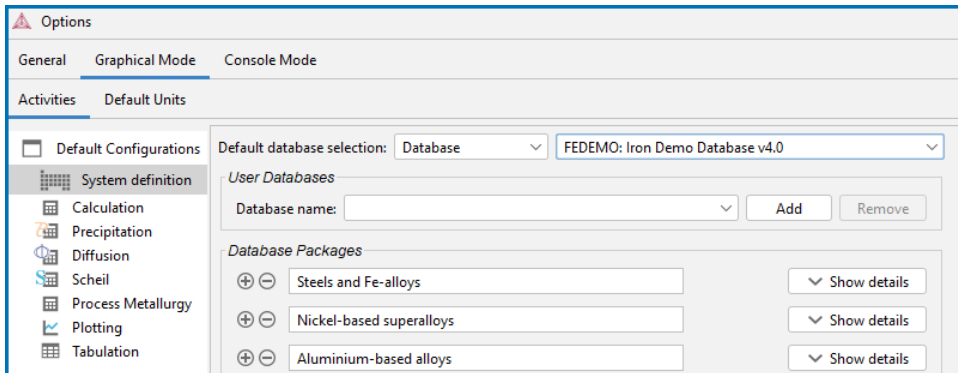 Options
General Graphical Mode Console Mode
Activities Default Units
Default Configurations
System definition
Calculation
Precipitation
Diffusion
Scheil
Process Metallurgy
Plotting
Tabulation
Default database selection: Database FEDEMO: Iron Demo Database v4.0
User Databases
Database name: Add Remove
Database Packages
Steels and Fe-alloys Show details
Nickel-based superalloys Show details
Aluminium-based alloys Show details